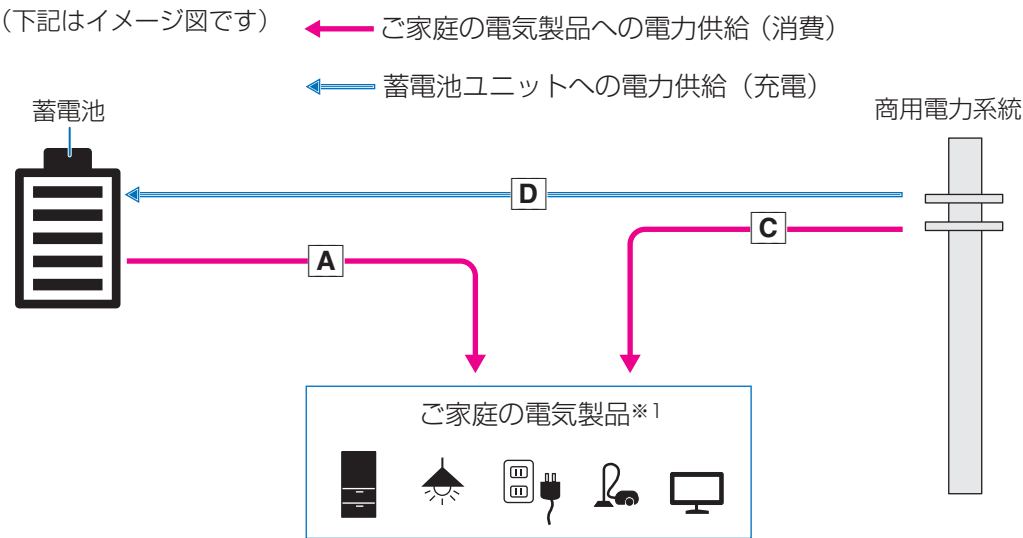 （下記はイメージ図です）
ご家庭の電気製品への電力供給（消費）
蓄電池ユニットへの電力供給（充電）
蓄電池
商用電力系統
D
C
A
ご家庭の電気製品※1